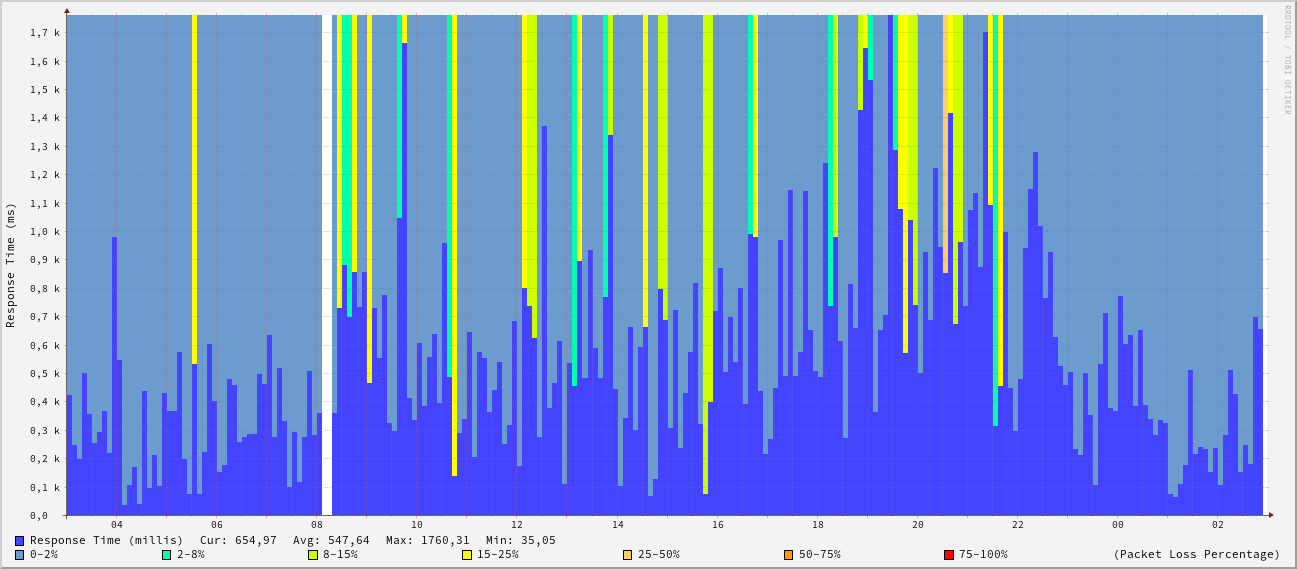 RRDTOOL / TOBI OETIKER
Response Time (ms)
1,7 k
1,6 k
1,5 k
1,4 k
1,3 k
1,2 k
1,1 k
1,0 k
0,9 k
0,8 k
0,7 k
0,6 k
0,5 k
0,4 k
0,3 k
0,2 k
0,1 k
0,0
04 06 08 10 12 14 16 18 20 22 00 02
Response Time (millis) Cur: 654,97 Avg: 547,64 Max: 1760,31 Min: 35,05
0-2% 2-8% 8-15% 15-25% 25-50% 50-75% 75-100% (Packet Loss Percentage)